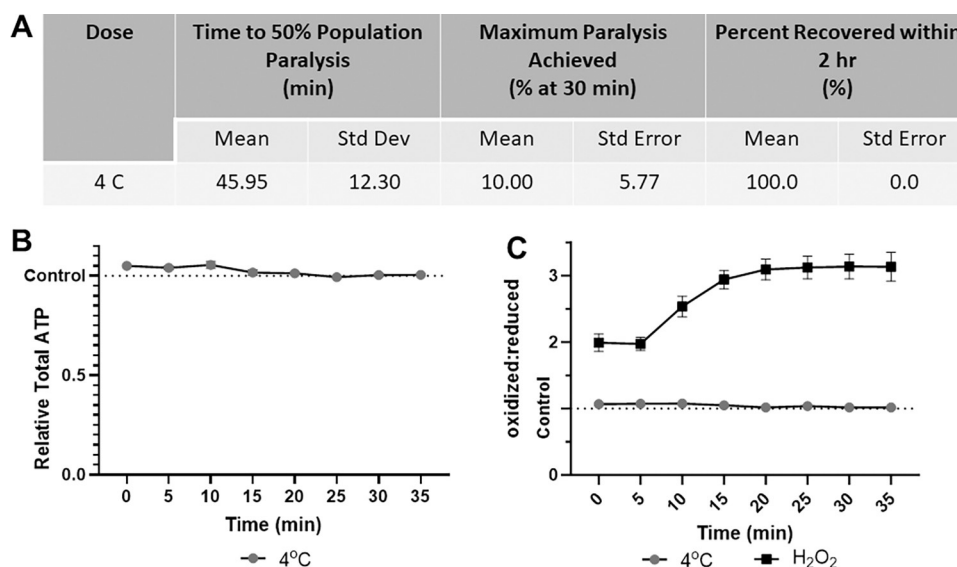 A
Dose
Time to 50% Population
Paralysis
(min)
Maximum Paralysis
Achieved
(% at 30 min)
Percent Recovered within
2 hr
(%)
Mean
Std Dev
Mean
Std Error
Mean
Std Error
4 C
45.95
12.30
10.00
5.77
100.0
0.0
B
Relative Total ATP
Control
0.5
0.0
0 5 10 15 20 25 30 35
Time (min)
4°C
C
oxidized:reduced
Control
3
2
0
0 5 10 15 20 25 30 35
Time (min)
4°C
H₂O₂